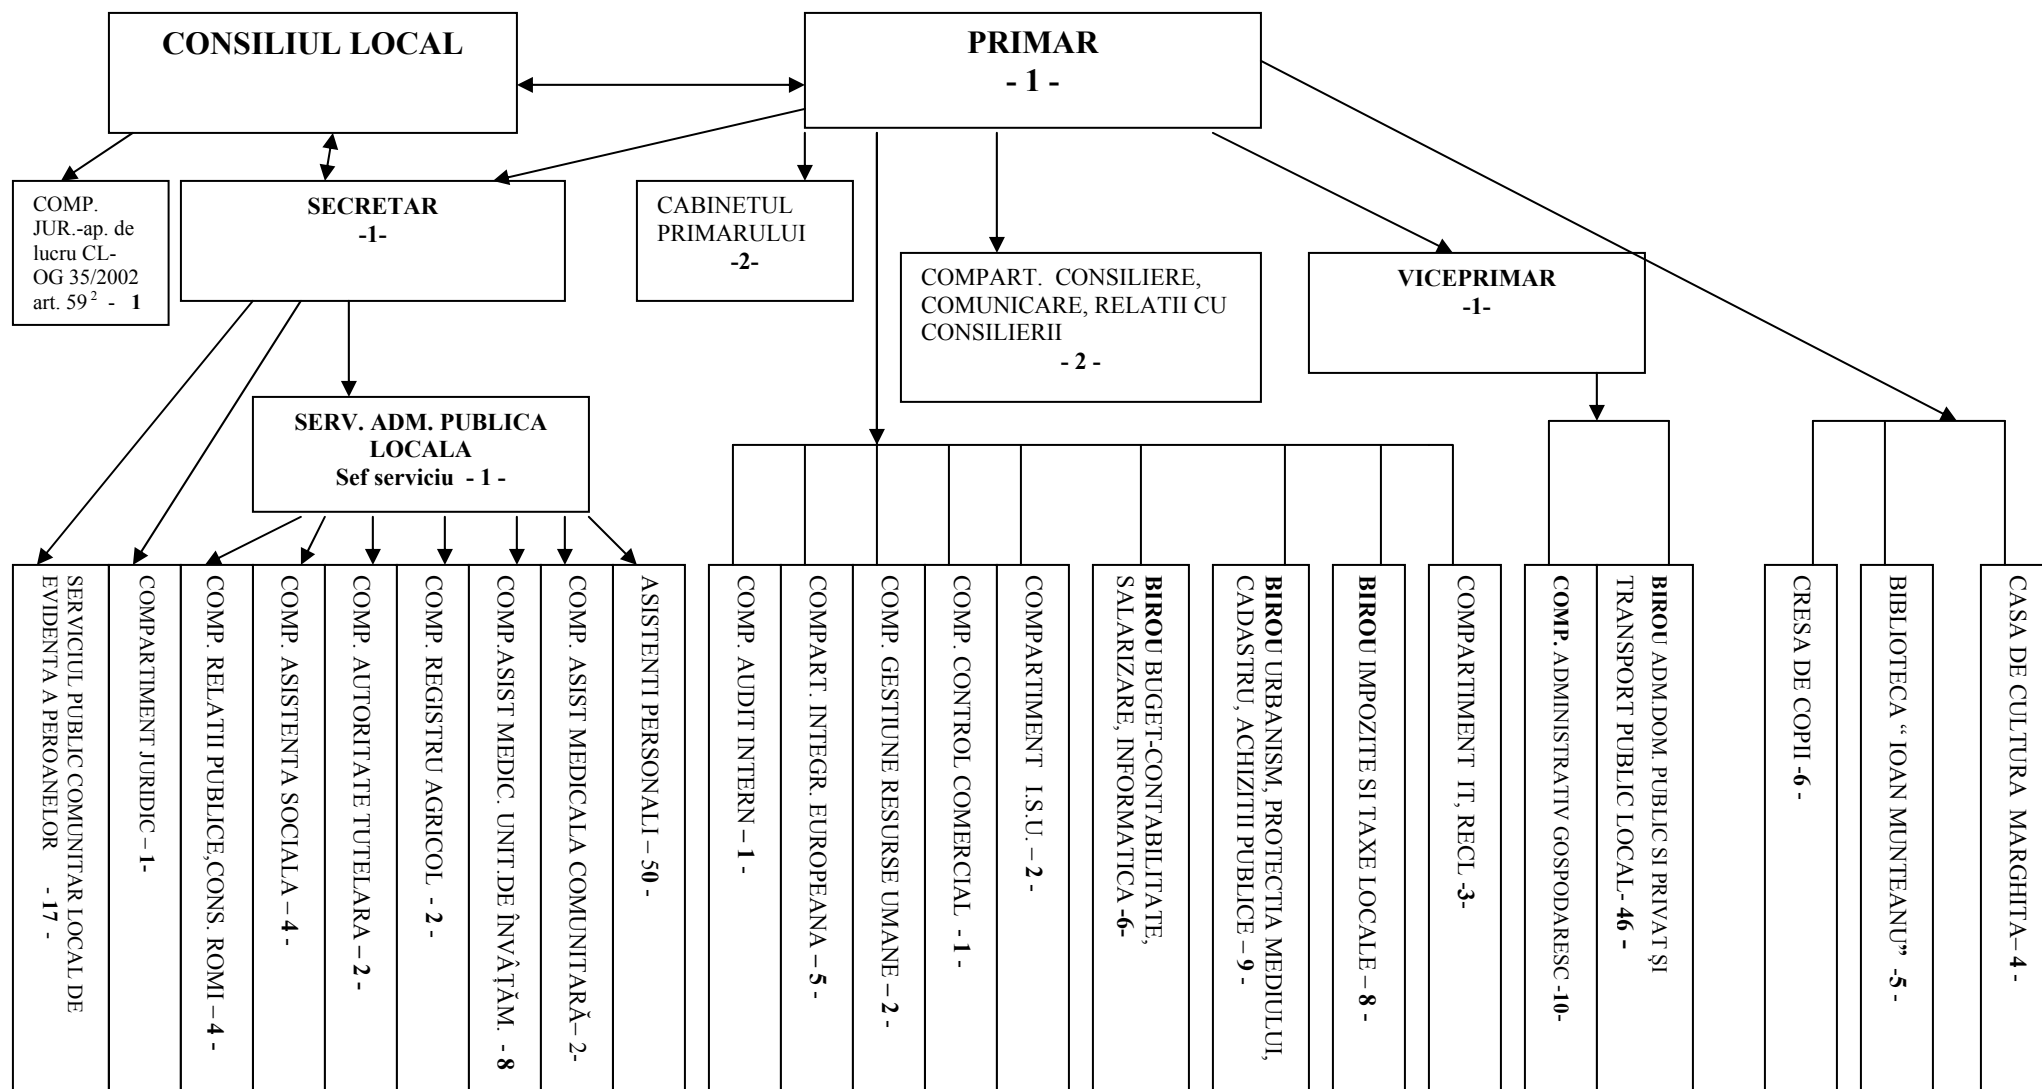 CONSILIUL LOCAL
PRIMAR
- 1 -
COMP.
JUR.-ap. de
lucru CL-
OG 35/2002
art. 59² - 1
SECRETAR
-1-
CABINETUL
PRIMARULUI
-2-
COMPART. CONSILIERE,
COMUNICARE, RELATII CU
CONSILIERII
- 2 -
VICEPRIMAR
-1-
SERV. ADM. PUBLICA
LOCALA
Sef serviciu - 1 -
SERVICIUL PUBLIC COMUNITAR LOCAL DE
EVIDENTA A PEROANELOR - 17 -
COMPARTIMENT JURIDIC – 1-
COMP. RELATII PUBLICE,CONS. ROMI – 4 -
COMP. ASISTENTA SOCIALA – 4 -
COMP. AUTORITATE TUTELARA – 2 -
COMP. REGISTRU AGRICOL - 2 -
COMP.ASIST MEDIC. UNIT.DE ÎNVĂȚĂM. - 8
COMP. ASIST MEDICALA COMUNITARĂ– 2-
ASISTENTI PERSONALI – 50 -
COMP. AUDIT INTERN – 1 -
COMPART. INTEGR. EUROPEANA – 5 -
COMP. GESTIUNE RESURSE UMANE – 2 -
COMP. CONTROL COMERCIAL - 1 -
COMPARTIMENT I.S.U. – 2 -
BIROU BUGET-CONTABILITATE,
SALARIZARE, INFORMATICA -6-
BIROU URBANISM, PROTECTIA MEDIULUI,
CADASTRU, ACHIZITII PUBLICE – 9 -
BIROU IMPOZITE SI TAXE LOCALE – 8 -
COMPARTIMENT IT, RECL -3-
COMP. ADMINISTRATIV GOSPODARESC -10-
BIROU ADM.DOM. PUBLIC SI PRIVAT ȘI
TRANSPORT PUBLIC LOCAL- 46 -
CRESA DE COPII -6 -
BIBLIOTECA “ IOAN MUNTEANU” -5 -
CASA DE CULTURA MARGHITA– 4 -